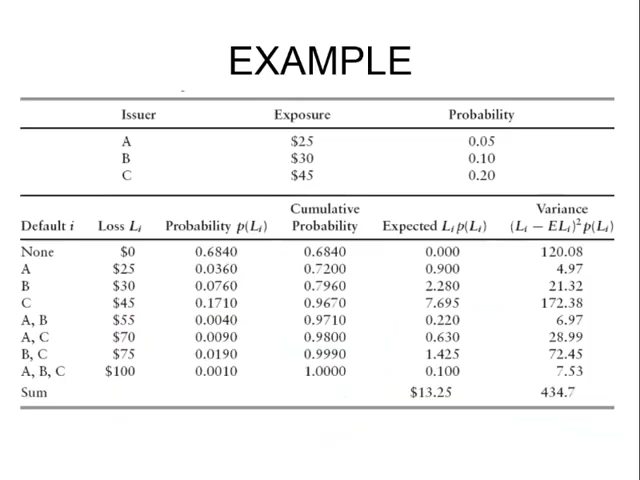 EXAMPLE
Issuer Exposure Probability
A $25 0.05
B $30 0.10
C $45 0.20
Cumulative Variance
Default i Loss Li Probability p(Li) Probability Expected Li p(Li) (Li − ELi)² p(Li)
None $0 0.6840 0.6840 0.000 120.08
A $25 0.0360 0.7200 0.900 4.97
B $30 0.0760 0.7960 2.280 21.32
C $45 0.1710 0.9670 7.695 172.38
A, B $55 0.0040 0.9710 0.220 6.97
A, C $70 0.0090 0.9800 0.630 28.99
B, C $75 0.0190 0.9990 1.425 72.45
A, B, C $100 0.0010 1.0000 0.100 7.53
Sum $13.25 434.7